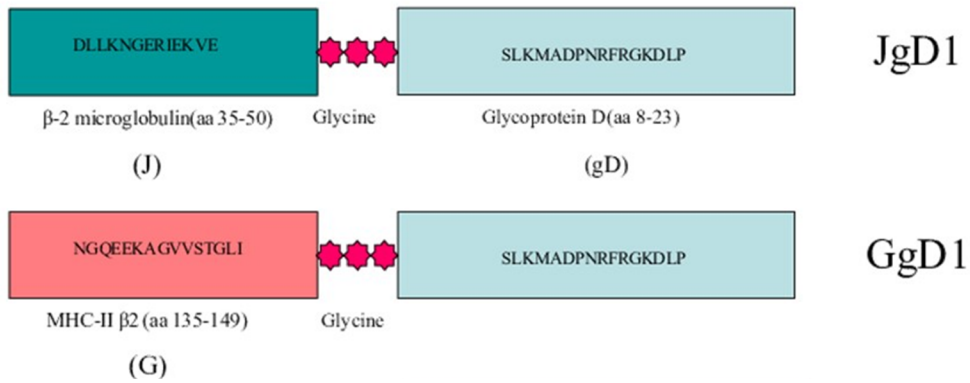 DLLKNGERIEKVE
SLKMADPNRFRGKDLP
JgD1
β-2 microglobulin(aa 35-50)
Glycine
Glycoprotein D(aa 8-23)
(J)
(gD)
NGQEEKAGVVSTGLI
SLKMADPNRFRGKDLP
GgD1
MHC-II β2 (aa 135-149)
Glycine
(G)